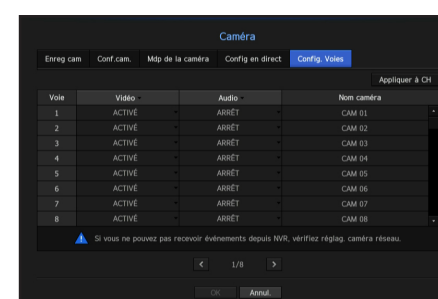 Caméra
Enreg cam Conf.cam. Mdp de la caméra Config en direct Config. Voies
Appliquer à CH
Voie Vidéo Audio Nom caméra
1 ACTIVÉ ARRÊT CAM 01
2 ACTIVÉ ARRÊT CAM 02
3 ACTIVÉ ARRÊT CAM 03
4 ACTIVÉ ARRÊT CAM 04
5 ACTIVÉ ARRÊT CAM 05
6 ACTIVÉ ARRÊT CAM 06
7 ACTIVÉ ARRÊT CAM 07
8 ACTIVÉ ARRÊT CAM 08
Si vous ne pouvez pas recevoir événements depuis NVR, vérifiez réglag. caméra réseau.
< 1/8 >
OK Annul.